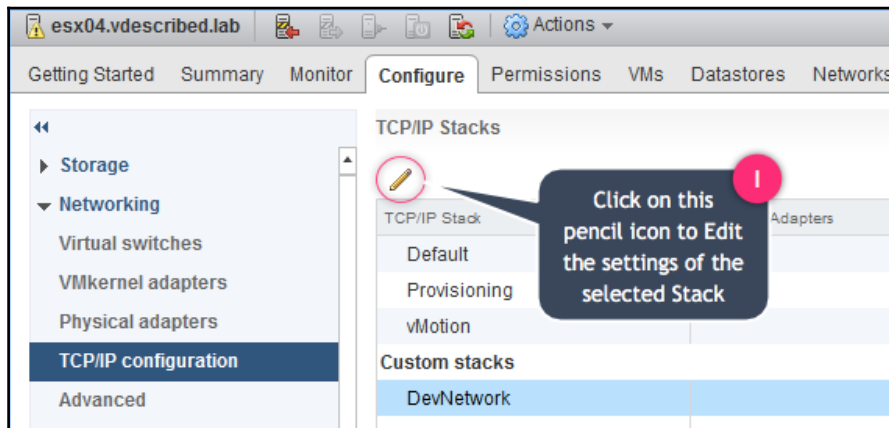 esx04.vdescribed.lab Actions
Getting Started Summary Monitor Configure Permissions VMs Datastores Networks
TCP/IP Stacks
Storage
Networking
Virtual switches
VMkernel adapters
Physical adapters
TCP/IP configuration
Advanced
1
Click on this
pencil icon to Edit
the settings of the
selected Stack
TCP/IP Stack Adapters
Default
Provisioning
vMotion
Custom stacks
DevNetwork